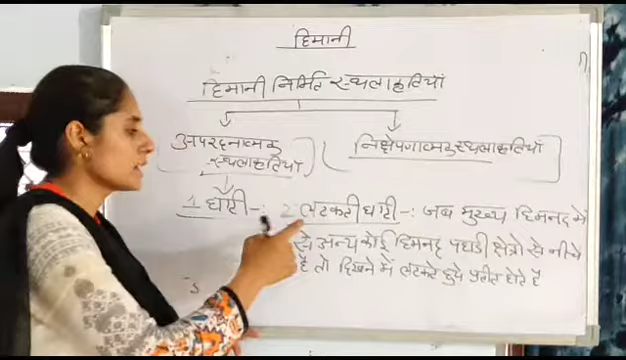 हिमानी
हिमानी निर्मित स्थलाकृतियाँ
अपरदनात्मक
स्थलाकृतियाँ
निक्षेपणात्मक स्थलाकृतियाँ
1 घाटी -: 2 लटकती घाटी -: जब मुख्य हिमनद में
से अन्य कोई हिमनद पहाडी क्षेत्रो से नीचे
है तो दिखने में लटकते हुये प्रतीत होते है